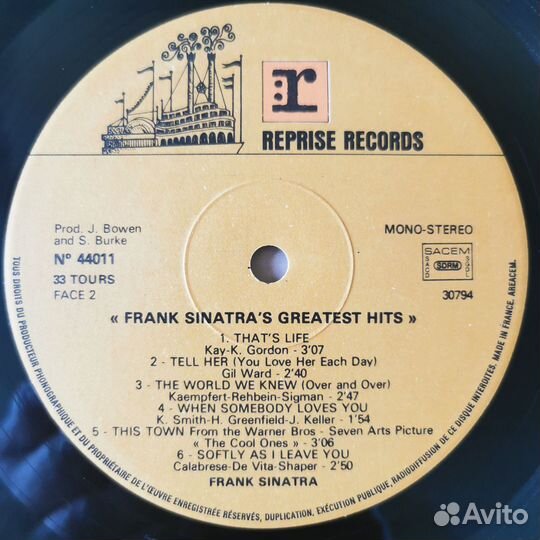 r
REPRISE RECORDS
Prod. J. Bowen
and S. Burke
N° 44011
33 TOURS
FACE 2
MONO-STEREO
SACEM
SACD SDRM SGDL
30794
« FRANK SINATRA'S GREATEST HITS »
1. THAT'S LIFE
Kay-K. Gordon - 3'07
2 - TELL HER (You Love Her Each Day)
Gil Ward - 2'40
3 - THE WORLD WE KNEW (Over and Over)
Kaempfert-Rehbein-Sigman - 2'47
4 - WHEN SOMEBODY LOVES YOU
K. Smith-H. Greenfield-J. Keller - 1'54
5 - THIS TOWN From the Warner Bros - Seven Arts Picture
« The Cool Ones » - 3'06
6 - SOFTLY AS I LEAVE YOU
Calabrese-De Vita-Shaper - 2'50
FRANK SINATRA
TOUS DROITS DU PRODUCTEUR PHONOGRAPHIQUE ET DU PROPRIÉTAIRE DE L'ŒUVRE ENREGISTRÉE RÉSERVÉS, DUPLICATION, EXÉCUTION PUBLIQUE, RADIODIFFUSION DE CE DISQUE INTERDITES, MADE IN FRANCE. AREACEM.
Avito